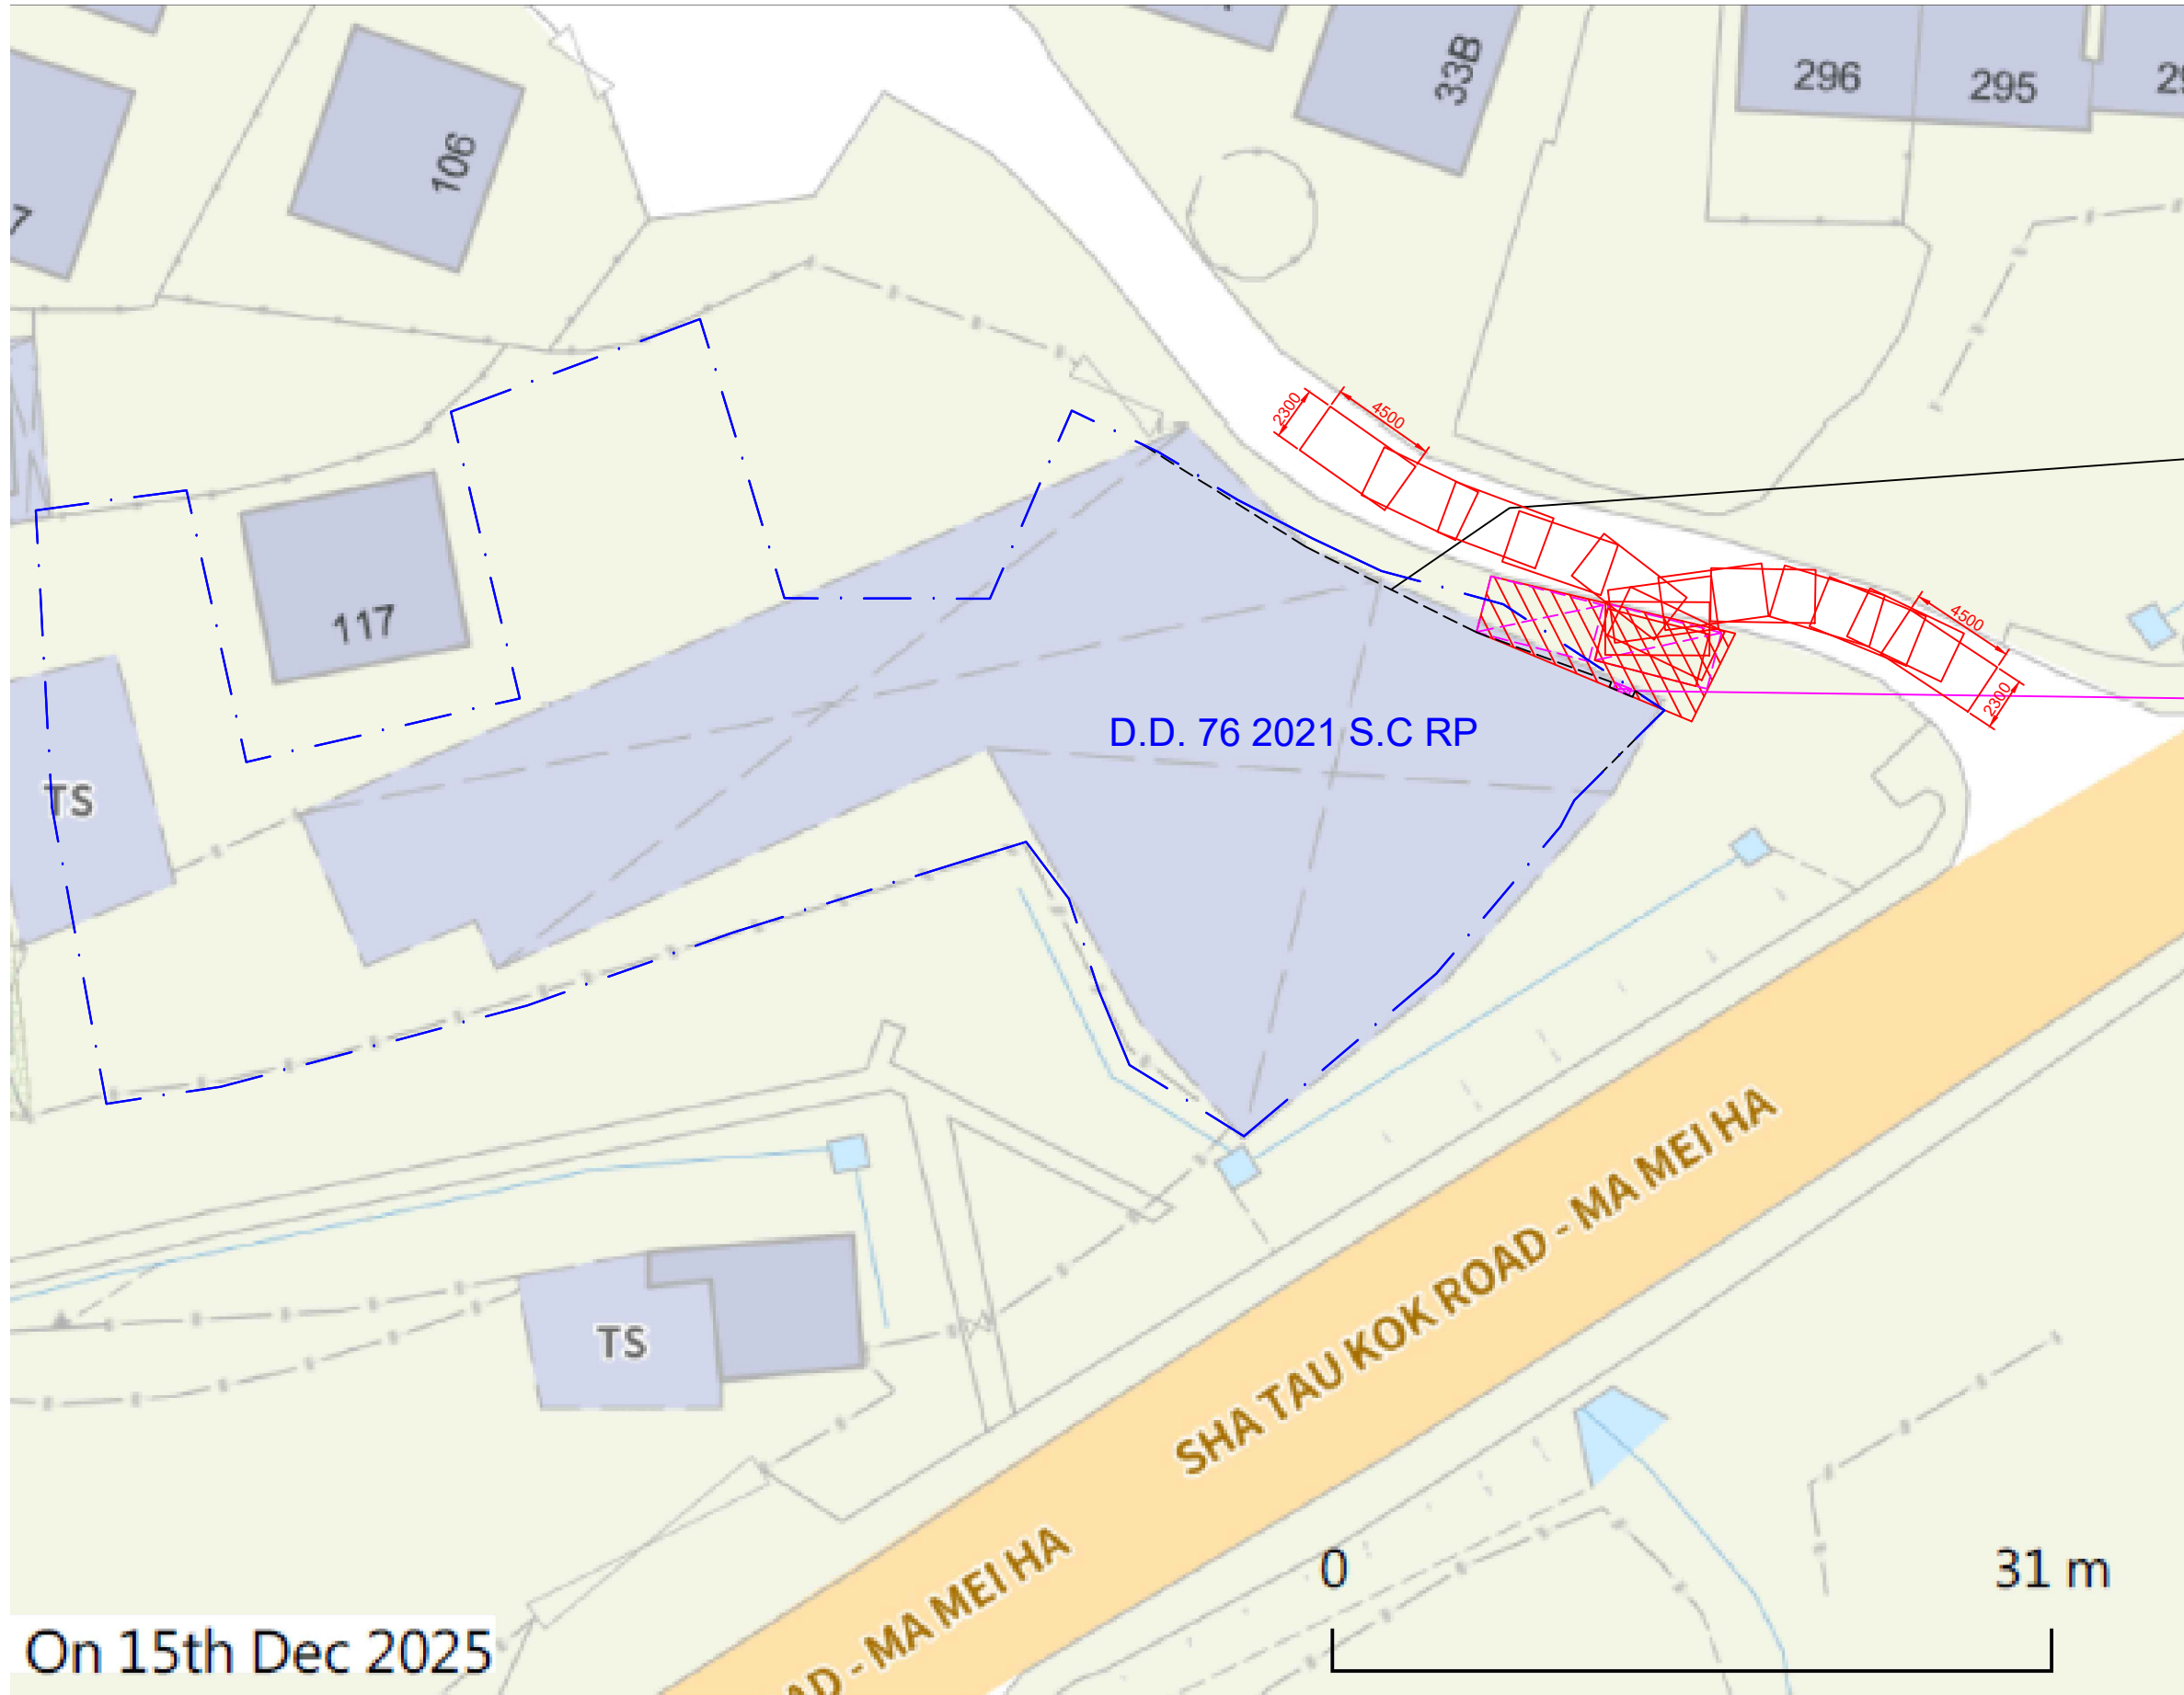 33B
296
295
106
2300
4500
117
4500
2300
D.D. 76 2021 S.C RP
TS
SHA TAU KOK ROAD - MA MEI HA
TS
AD - MA MEI HA
0
31 m
On 15th Dec 2025